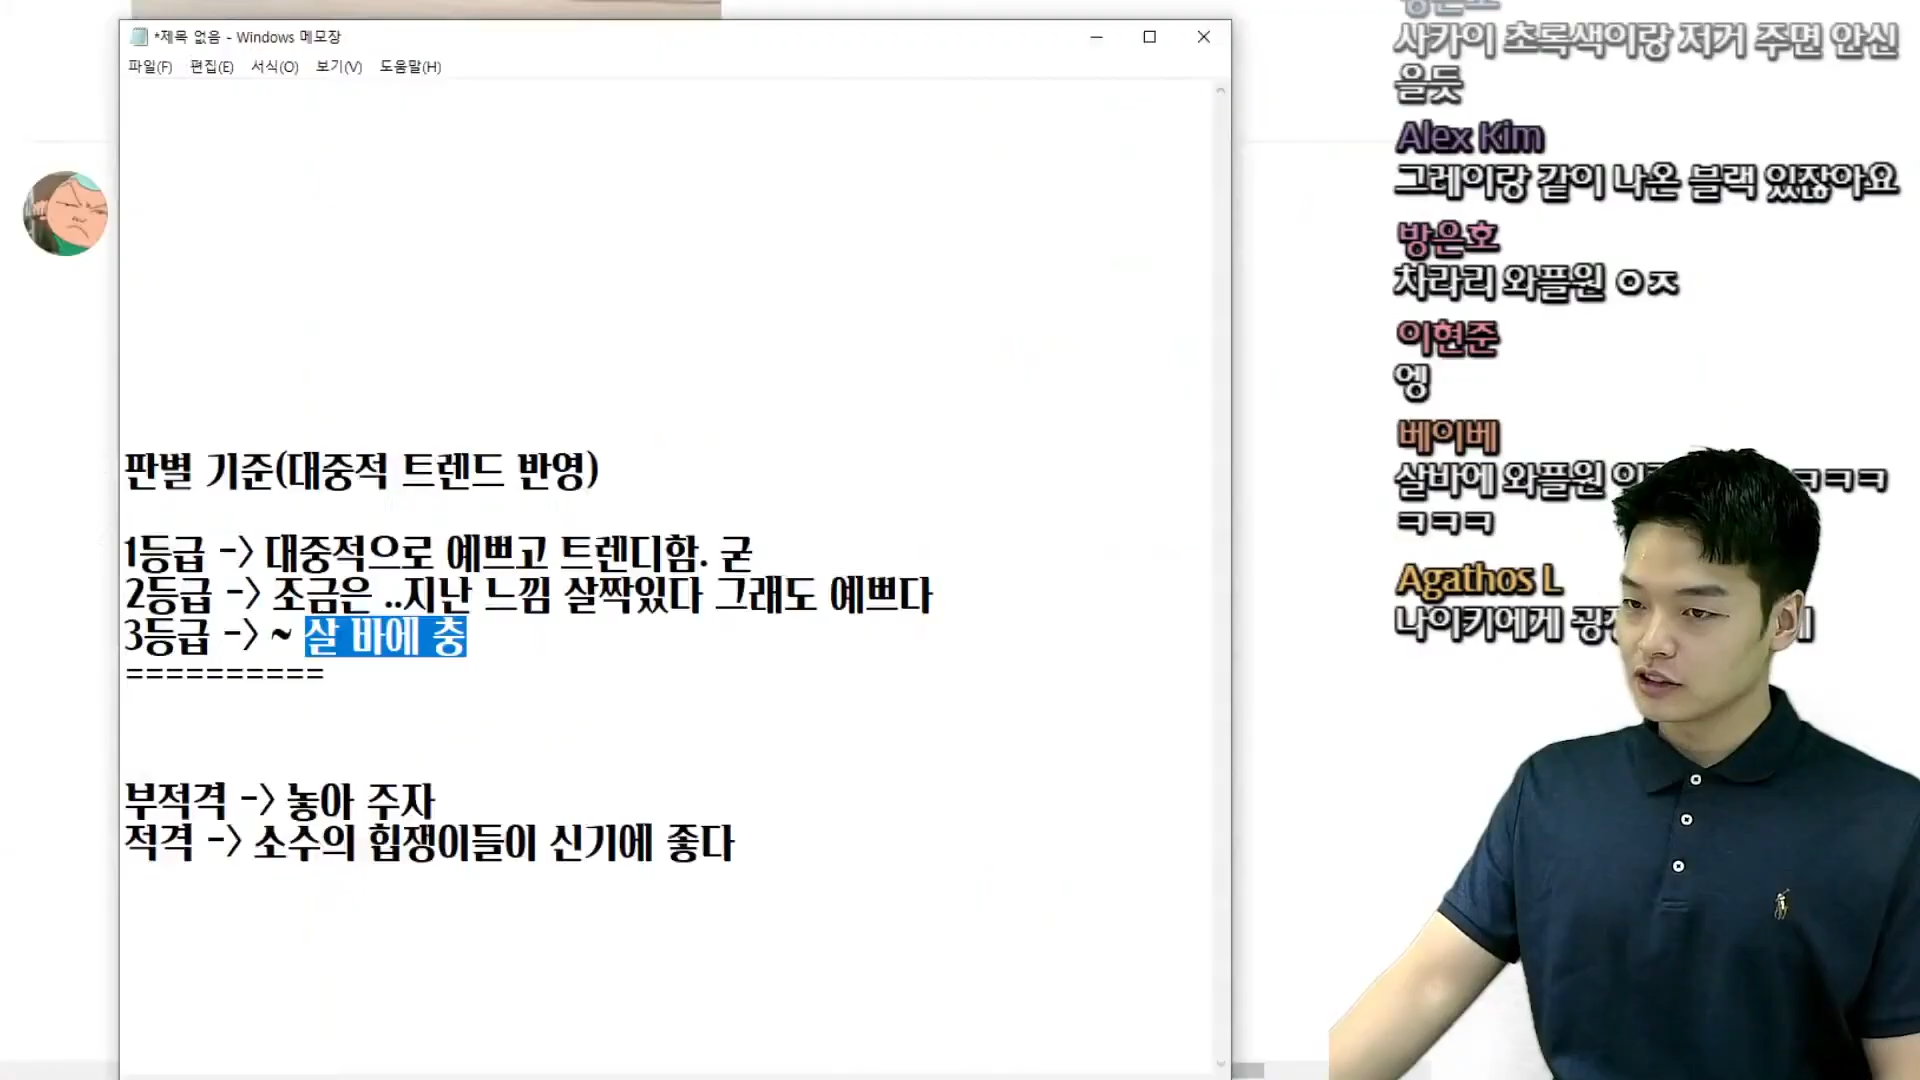 *제목 없음 - Windows 메모장
파일(F) 편집(E) 서식(O) 보기(V) 도움말(H)
판별 기준(대중적 트렌드 반영)
1등급 -> 대중적으로 예쁘고 트렌디함. 굳
2등급 -> 조금은 ..지난 느낌 살짝있다 그래도 예쁘다
3등급 -> ~ 살 바에 충
==========
부적격 -> 놓아 주자
적격 -> 소수의 힙쟁이들이 신기에 좋다
사카이 초록색이랑 저거 주면 안신
을듯
Alex Kim
그레이랑 같이 나온 블랙 있잖아요
방은호
차라리 와플원 ㅇㅈ
이현준
엥
베이베
살바에 와플원 ㅋㅋㅋ
ㅋㅋㅋ
Agathos L
나이키에게